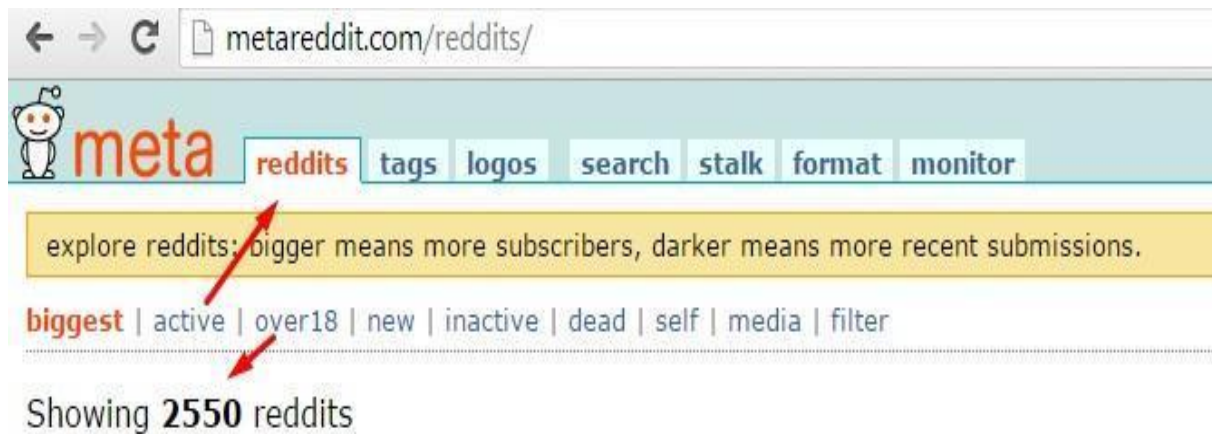 metareddit.com/reddits/
meta reddits tags logos search stalk format monitor
explore reddits: bigger means more subscribers, darker means more recent submissions.
biggest | active | over18 | new | inactive | dead | self | media | filter
Showing 2550 reddits